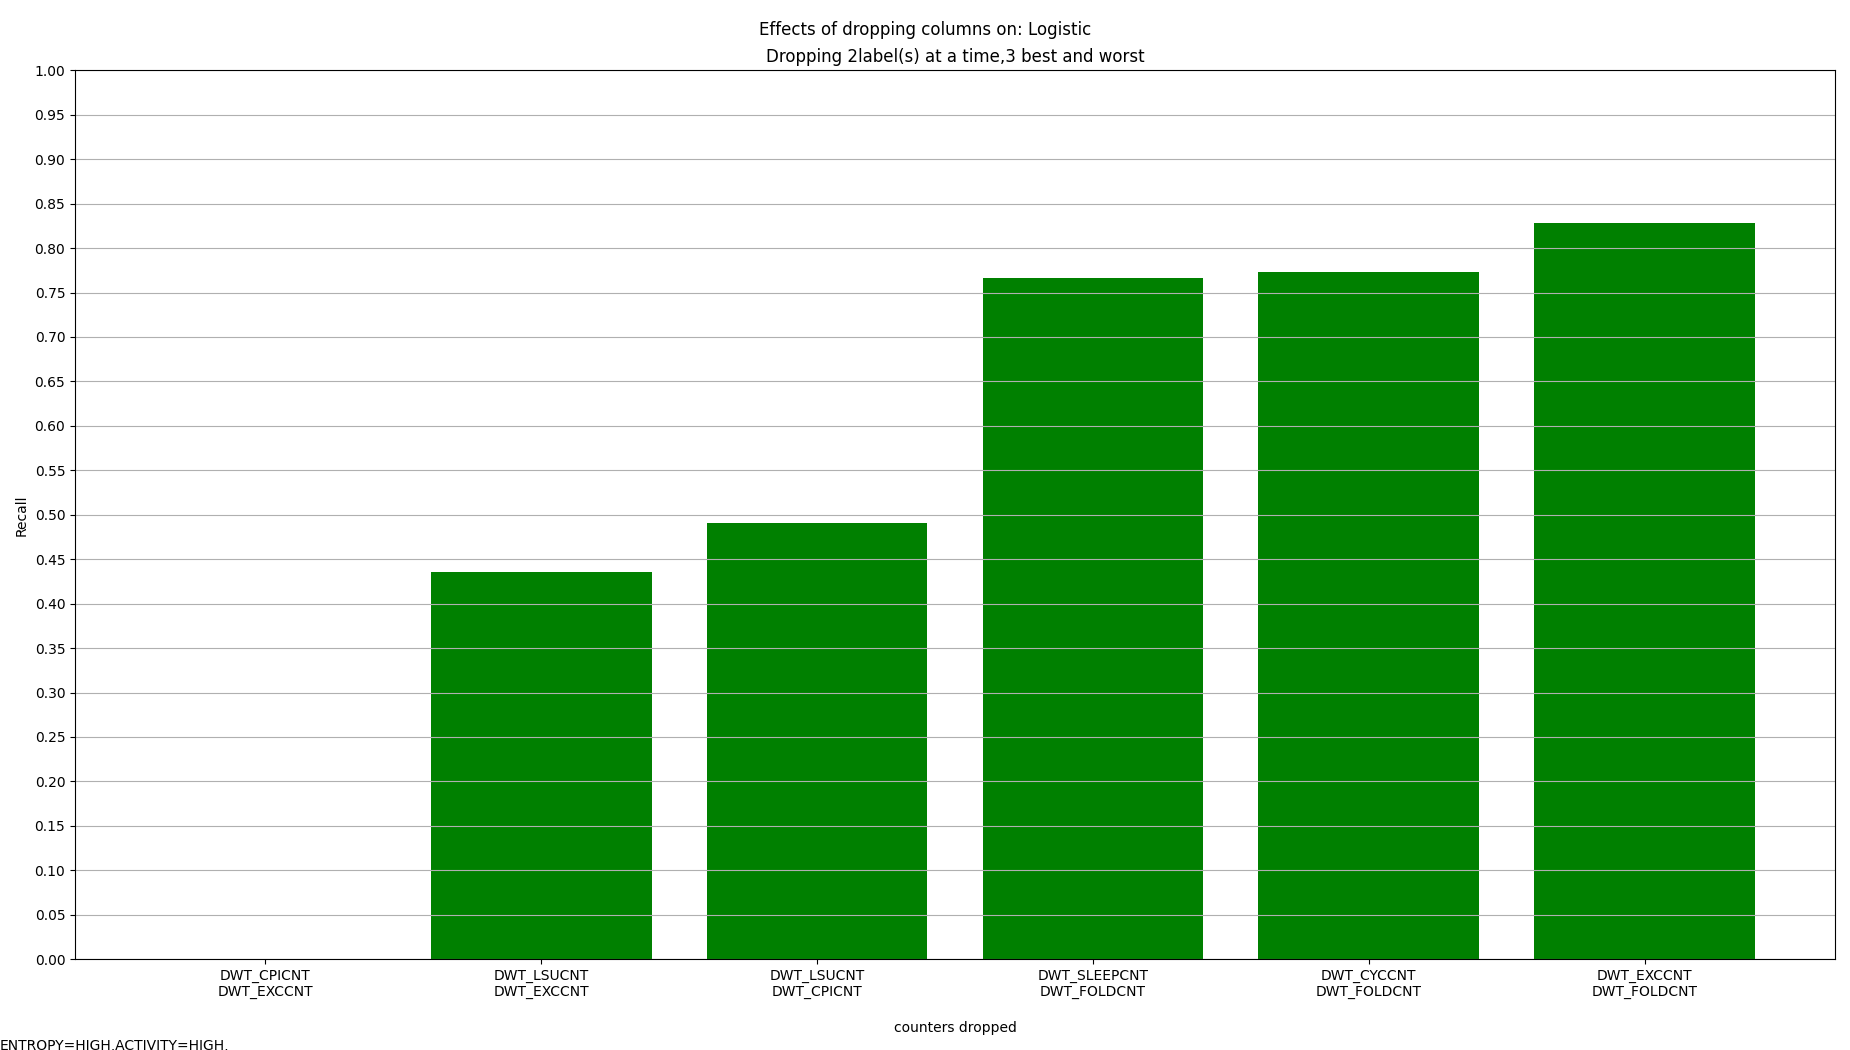 Effects of dropping columns on: Logistic
Dropping 2label(s) at a time,3 best and worst
1.00
0.95
0.90
0.85
0.80
0.75
0.70
0.65
0.60
0.55
0.50
0.45
0.40
0.35
0.30
0.25
0.20
0.15
0.10
0.05
0.00
Recall
DWT_CPICNT
DWT_EXCCNT
DWT_LSUCNT
DWT_EXCCNT
DWT_LSUCNT
DWT_CPICNT
DWT_SLEEPCNT
DWT_FOLDCNT
DWT_CYCCNT
DWT_FOLDCNT
DWT_EXCCNT
DWT_FOLDCNT
counters dropped
ENTROPY=HIGH.ACTIVITY=HIGH.